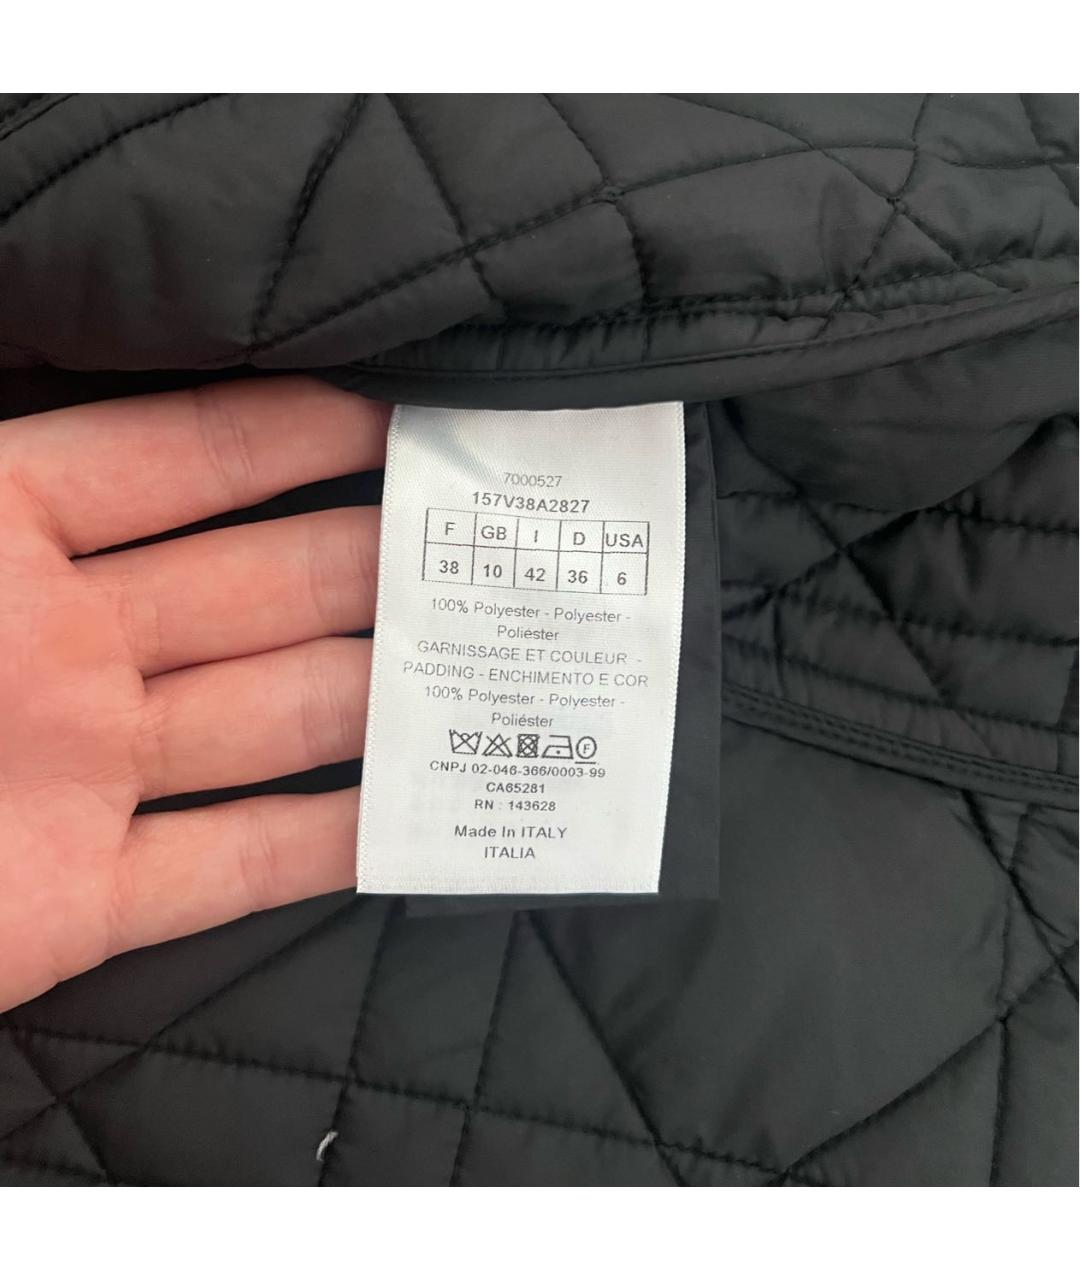 7000527
157V38A2827
F GB I D USA
38 10 42 36 6
100% Polyester - Polyester -
Poliéster
GARNISSAGE ET COULEUR -
PADDING - ENCHIMENTO E COR
100% Polyester - Polyester -
Poliéster
F
CNPJ 02-046-366/0003-99
CA65281
RN : 143628
Made In ITALY
ITALIA